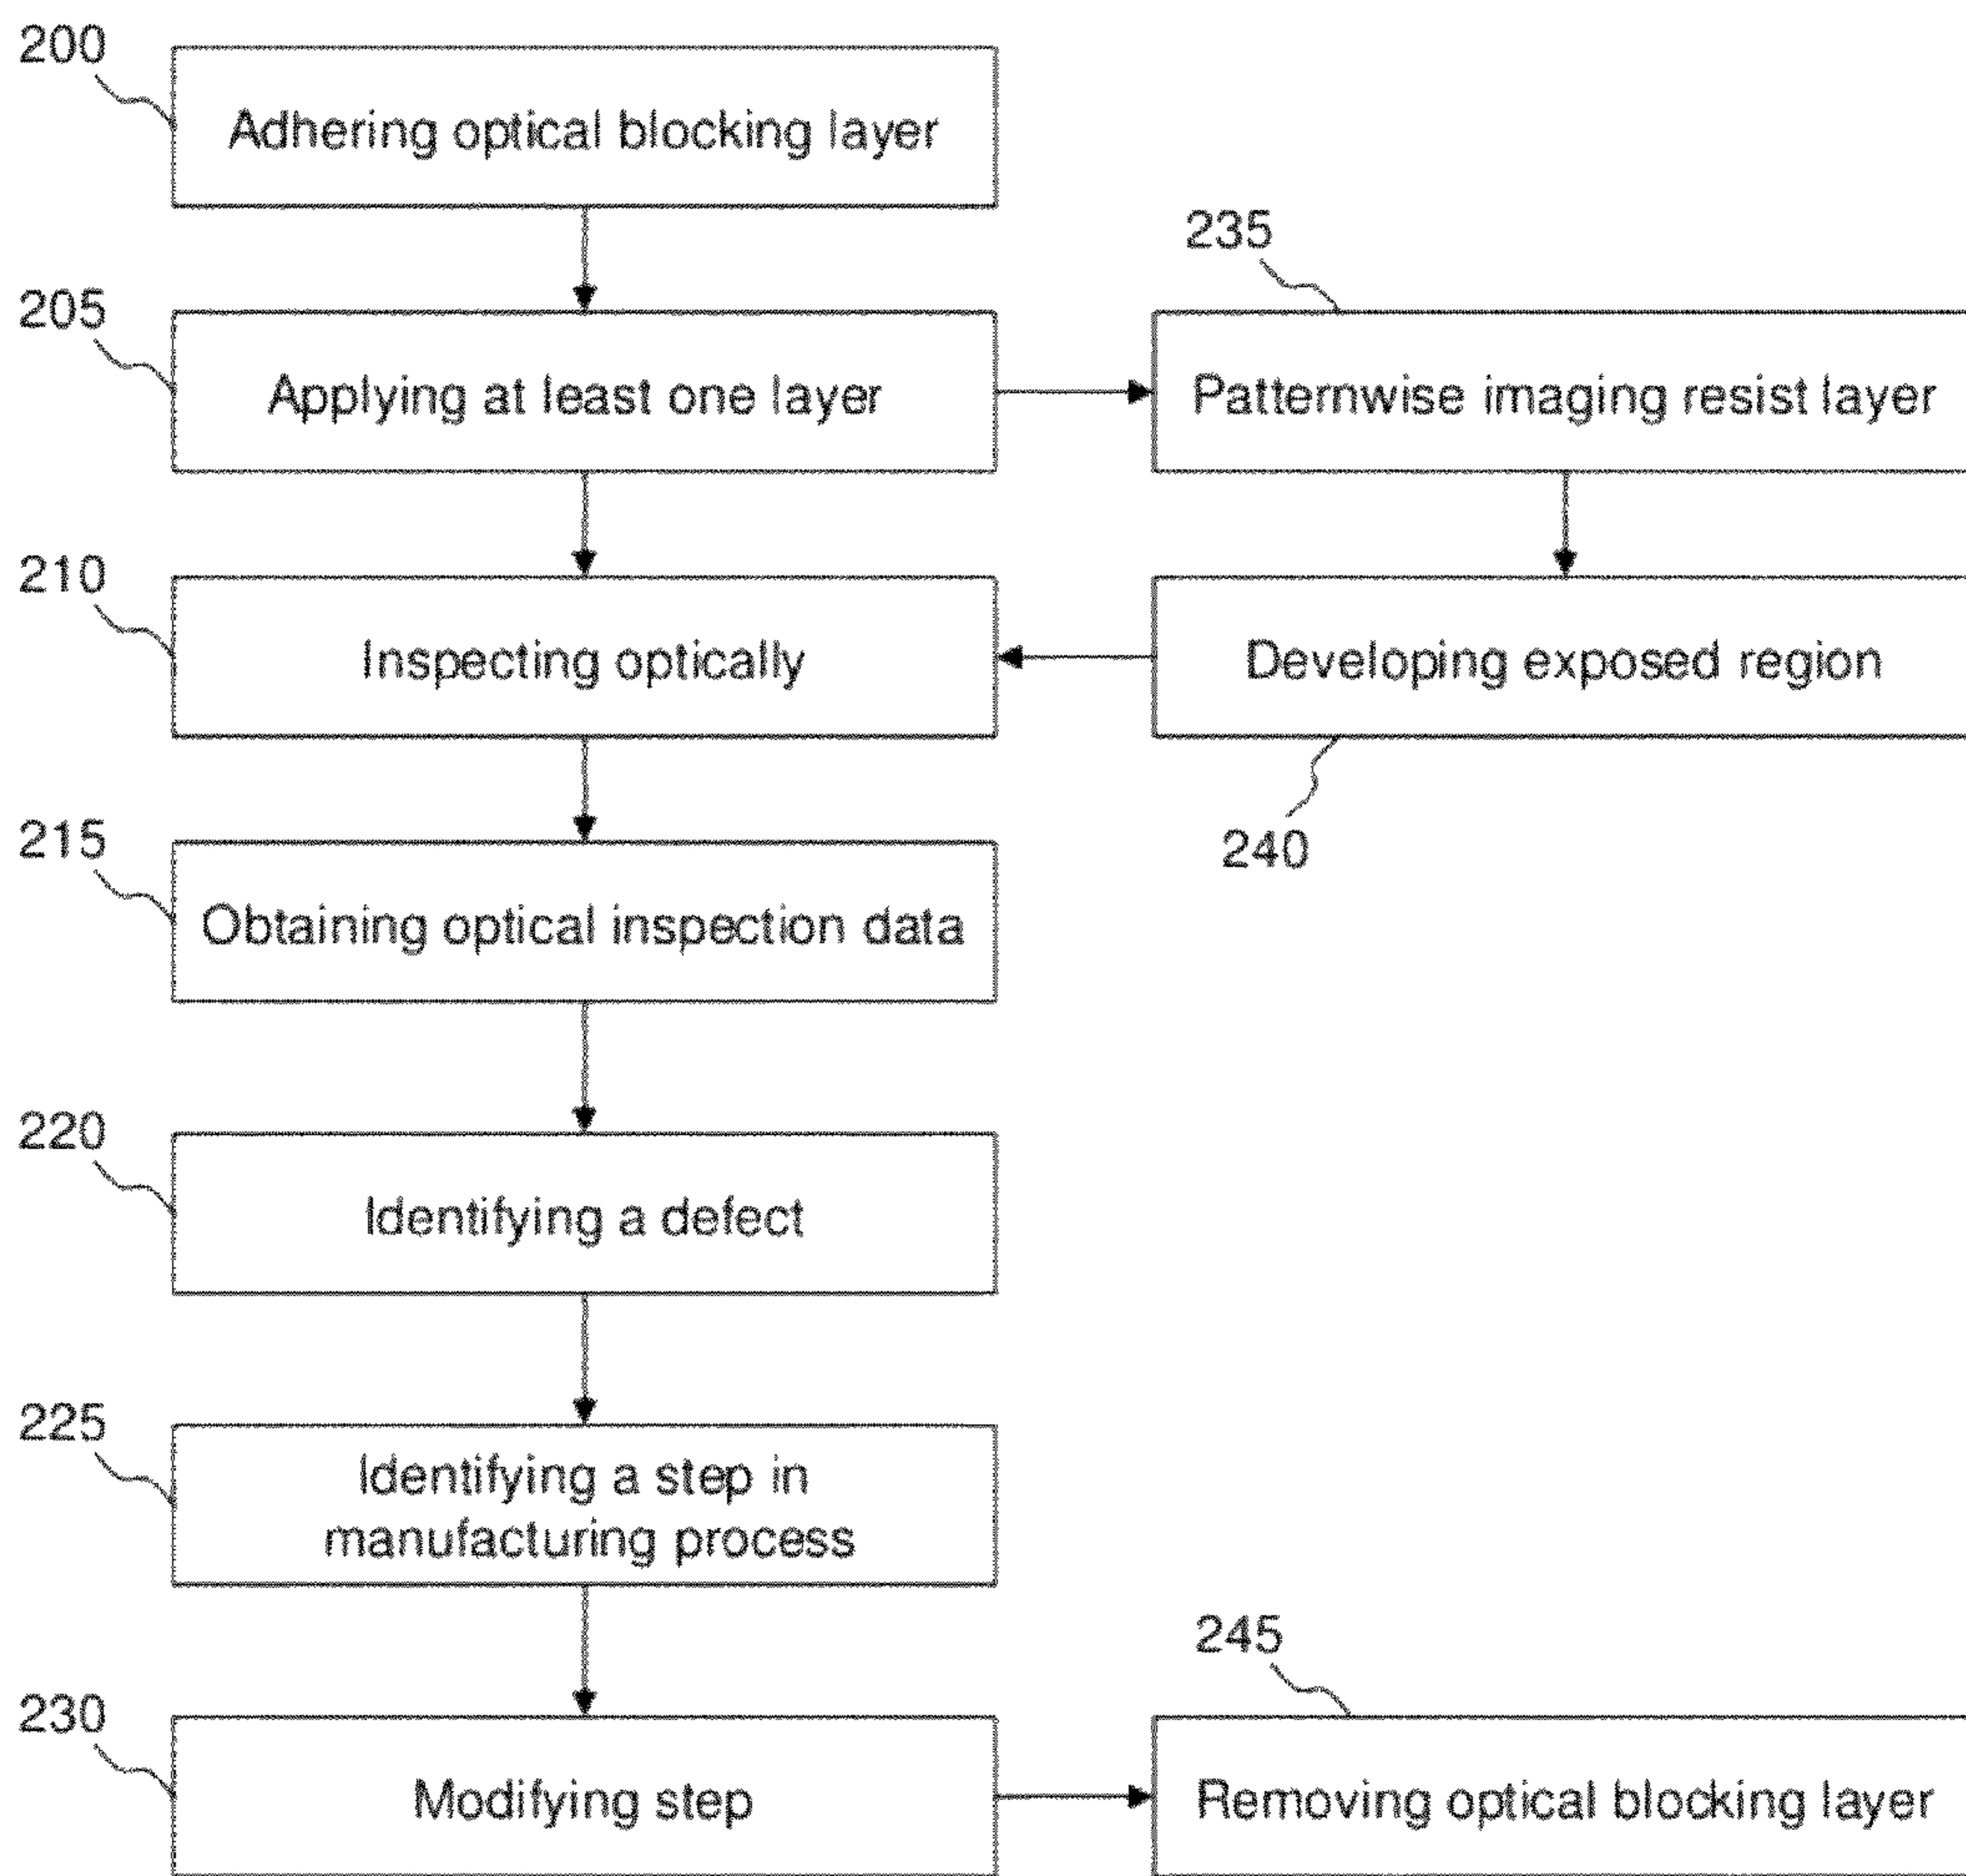 200
Adhering optical blocking layer
235
205
Applying at least one layer
Patternwise imaging resist layer
210
Inspecting optically
Developing exposed region
215
240
Obtaining optical inspection data
220
Identifying a defect
225
Identifying a step in
manufacturing process
245
230
Modifying step
Removing optical blocking layer